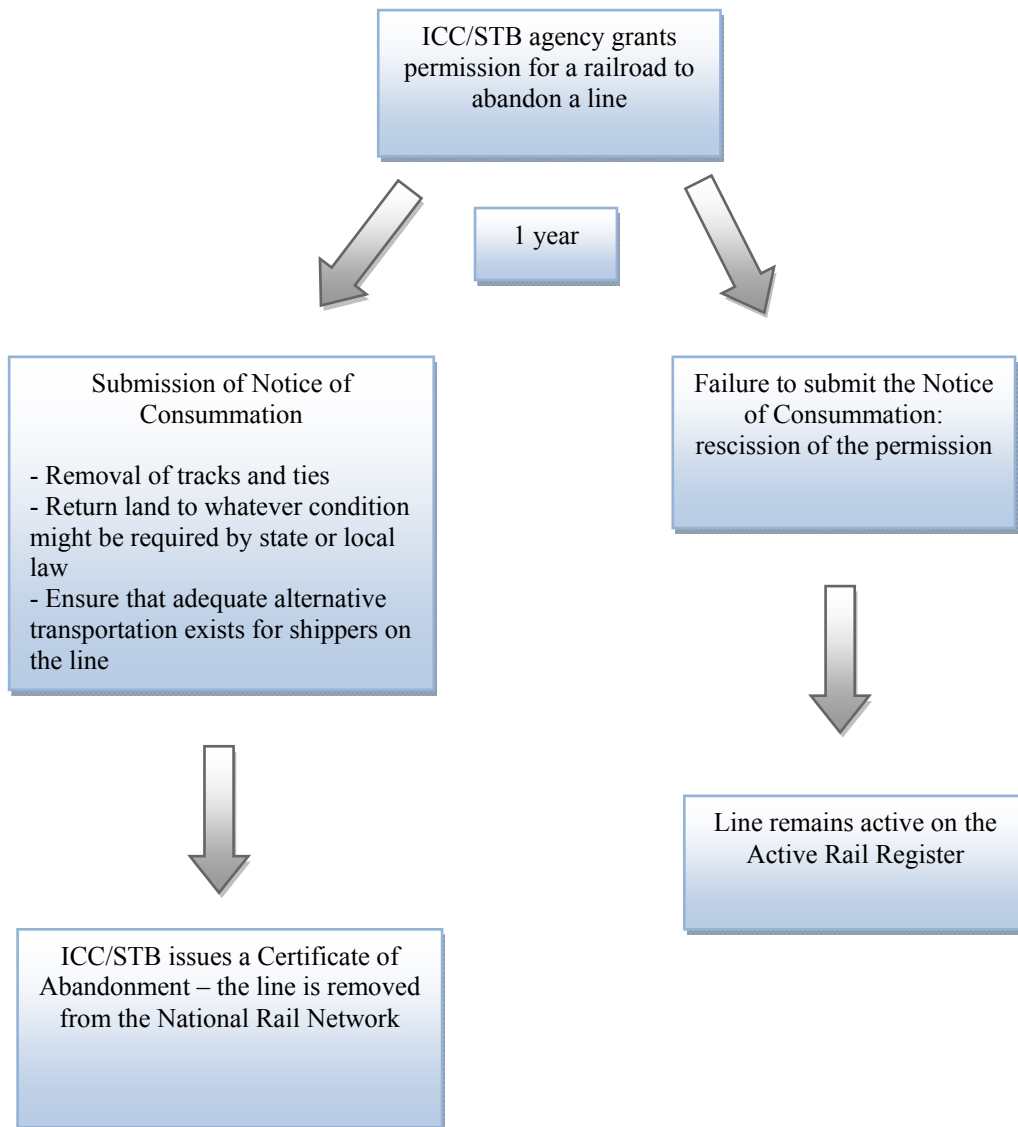 ICC/STB agency grants
permission for a railroad to
abandon a line
1 year
Submission of Notice of
Consummation
- Removal of tracks and ties
- Return land to whatever condition
might be required by state or local
law
- Ensure that adequate alternative
transportation exists for shippers on
the line
Failure to submit the Notice
of Consummation:
rescission of the permission
Line remains active on the
Active Rail Register
ICC/STB issues a Certificate of
Abandonment – the line is removed
from the National Rail Network